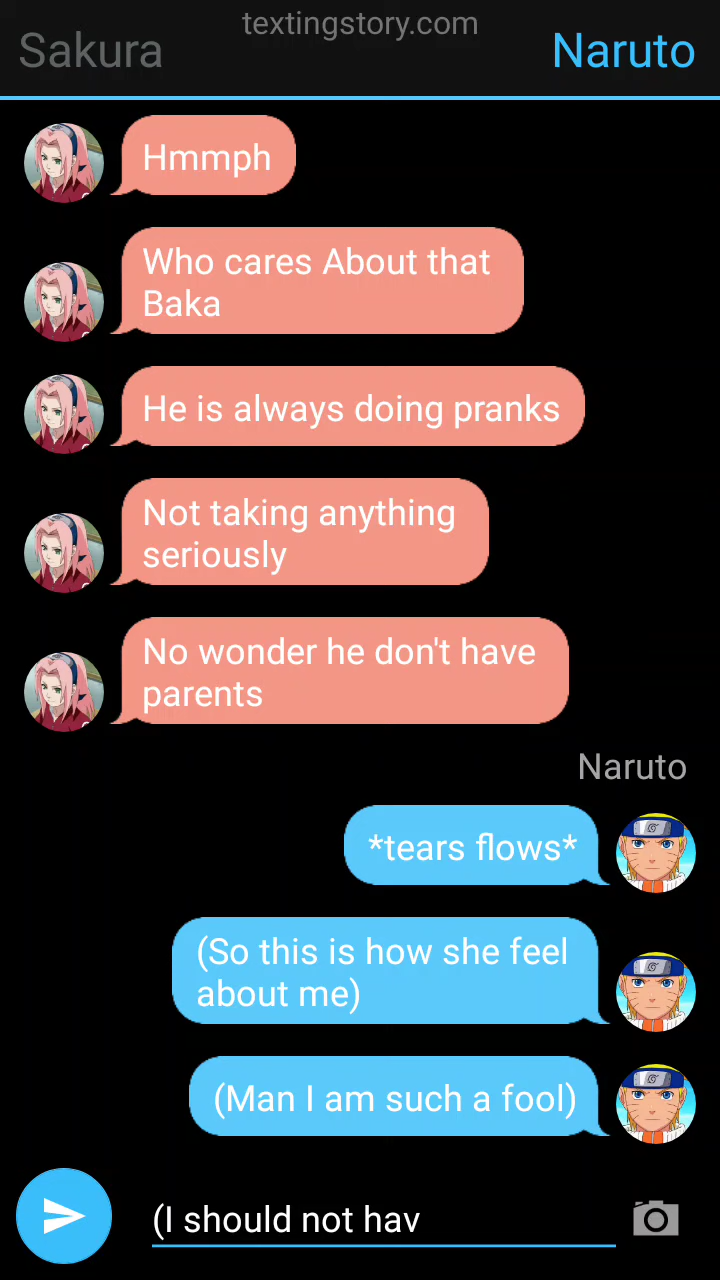 textingstory.com
Sakura
Naruto
Hmmph
Who cares About that
Baka
He is always doing pranks
Not taking anything
seriously
No wonder he don't have
parents
Naruto
*tears flows*
(So this is how she feel
about me)
(Man I am such a fool)
(I should not hav